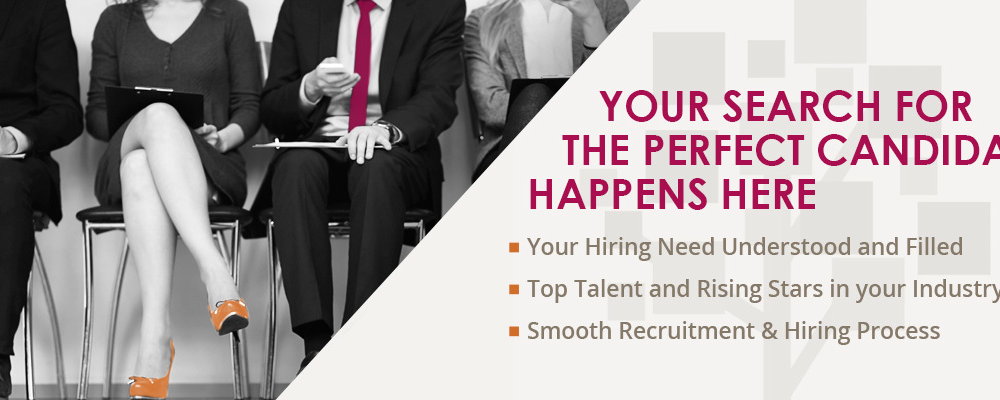 YOUR SEARCH FOR
THE PERFECT CANDIDA
HAPPENS HERE
Your Hiring Need Understood and Filled
Top Talent and Rising Stars in your Industry
Smooth Recruitment & Hiring Process